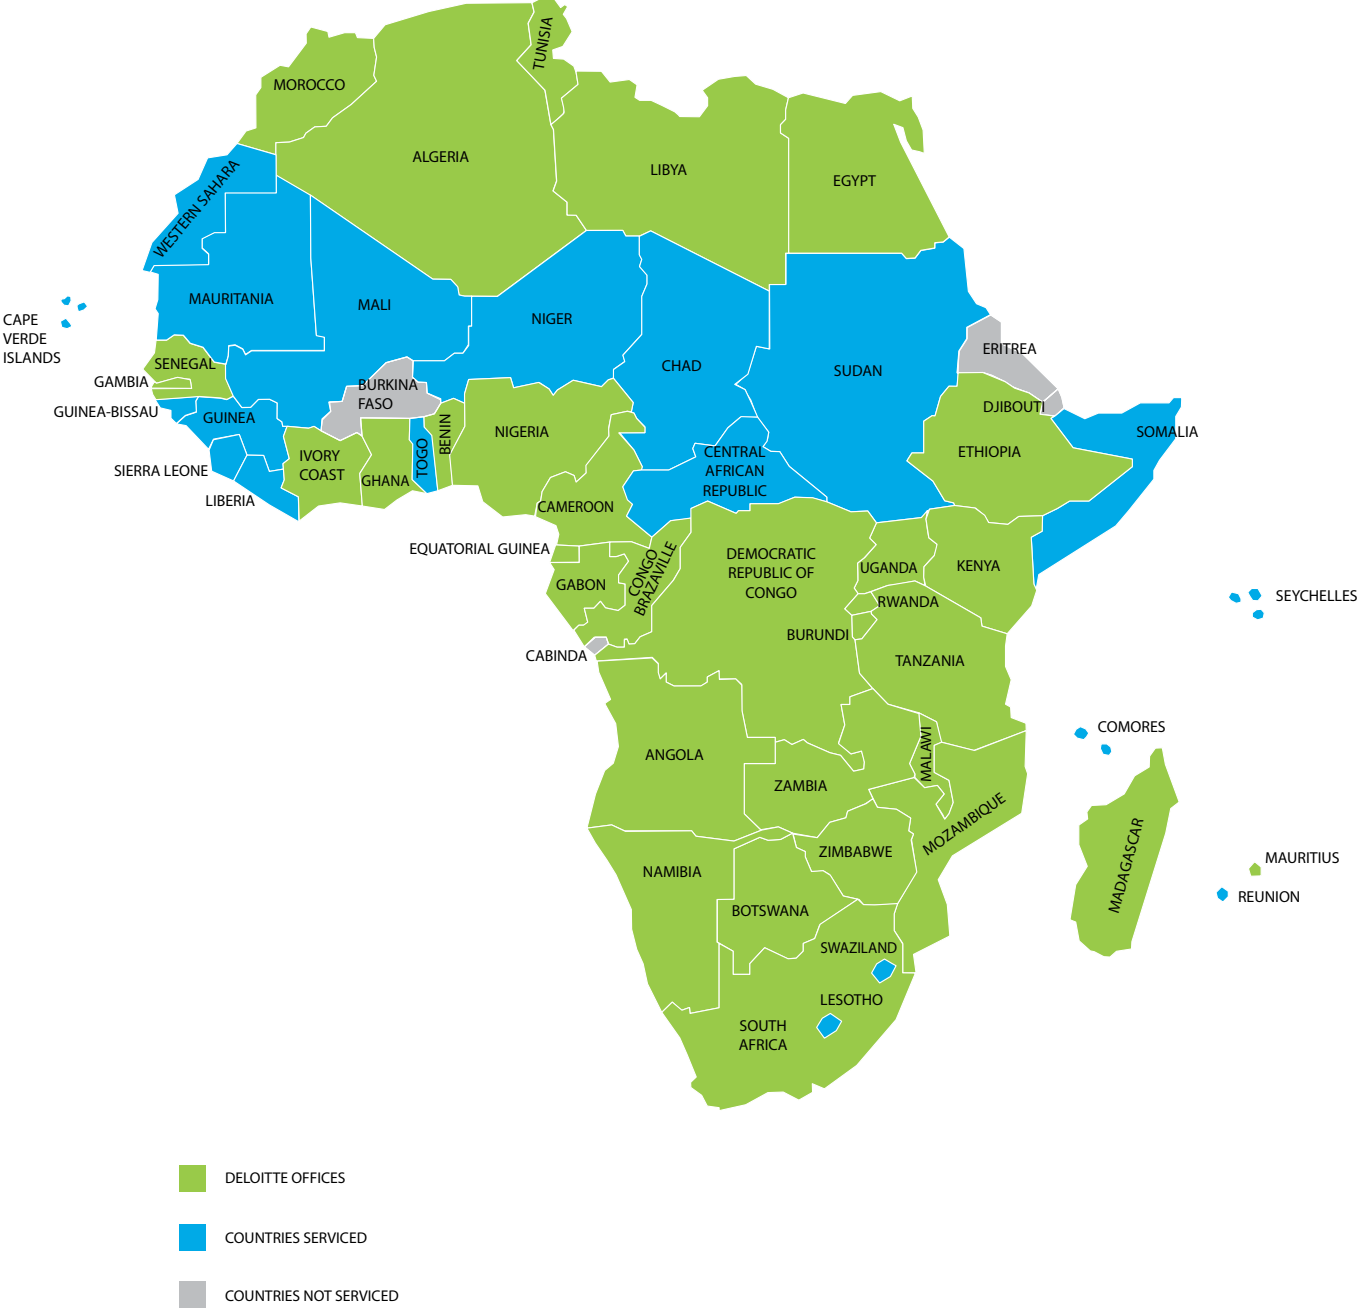 TUNISIA
MOROCCO
ALGERIA
LIBYA
EGYPT
WESTERN SAHARA
MAURITANIA
MALI
NIGER
CHAD
SUDAN
ERITREA
CAPE
VERDE
ISLANDS
SENEGAL
GAMBIA
BURKINA
FASO
GUINEA-BISSAU
GUINEA
DJIBOUTI
SOMALIA
NIGERIA
BENIN
TOGO
IVORY
COAST
GHANA
CENTRAL
AFRICAN
REPUBLIC
ETHIOPIA
SIERRA LEONE
LIBERIA
CAMEROON
EQUATORIAL GUINEA
GABON
CONGO
BRAZAVILLE
DEMOCRATIC
REPUBLIC OF
CONGO
UGANDA
KENYA
RWANDA
SEYCHELLES
BURUNDI
CABINDA
TANZANIA
COMORES
ANGOLA
MALAWI
ZAMBIA
MOZAMBIQUE
ZIMBABWE
MADAGASCAR
MAURITIUS
NAMIBIA
REUNION
BOTSWANA
SWAZILAND
LESOTHO
SOUTH
AFRICA
DELOITTE OFFICES
COUNTRIES SERVICED
COUNTRIES NOT SERVICED